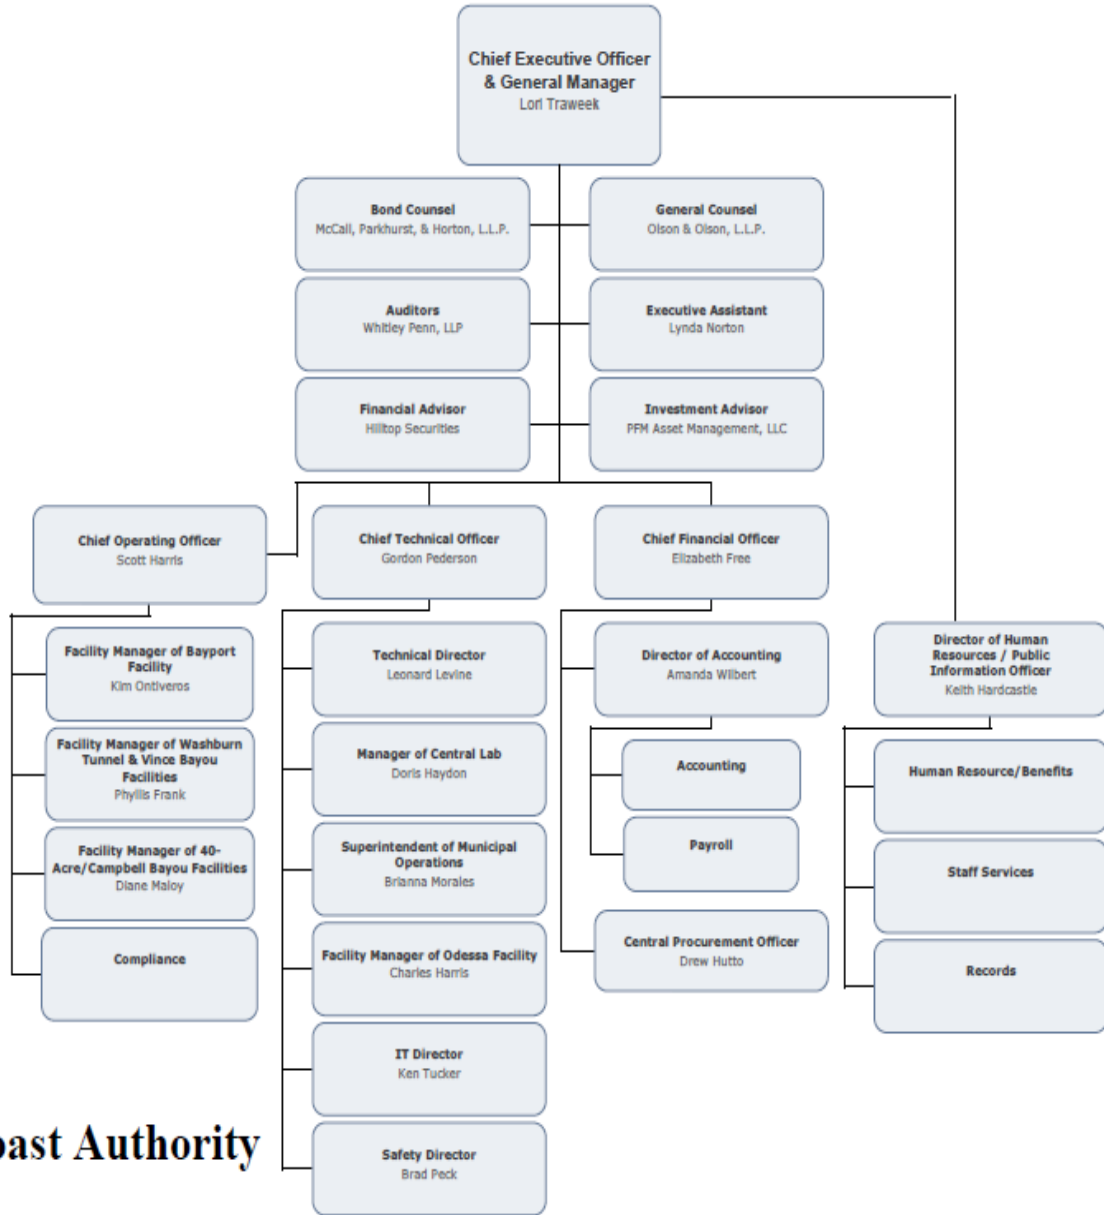 Chief Executive Officer
& General Manager
Lori Traweek
Bond Counsel
McCall, Parkhurst, & Horton, L.L.P.
General Counsel
Olson & Olson, L.L.P.
Auditors
Whitley Penn, LLP
Executive Assistant
Lynda Norton
Financial Advisor
Hilltop Securities
Investment Advisor
PFM Asset Management, LLC
Chief Operating Officer
Scott Harris
Chief Technical Officer
Gordon Pederson
Chief Financial Officer
Elizabeth Free
Facility Manager of Bayport
Facility
Kim Ontiveros
Facility Manager of Washburn
Tunnel & Vince Bayou
Facilities
Phyllis Frank
Facility Manager of 40-
Acre/Campbell Bayou Facilities
Diane Maloy
Compliance
Technical Director
Leonard Levine
Manager of Central Lab
Doris Haydon
Superintendent of Municipal
Operations
Brianna Morales
Facility Manager of Odessa Facility
Charles Harris
IT Director
Ken Tucker
Safety Director
Brad Peck
Director of Accounting
Amanda Wilbert
Accounting
Payroll
Central Procurement Officer
Drew Hutto
Director of Human
Resources / Public
Information Officer
Keith Hardcastle
Human Resource/Benefits
Staff Services
Records
Authority